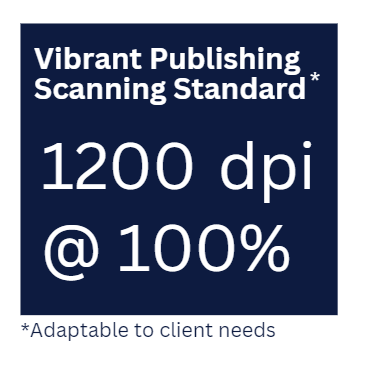 Vibrant Publishing
Scanning Standard*
1200 dpi
@ 100%
*Adaptable to client needs